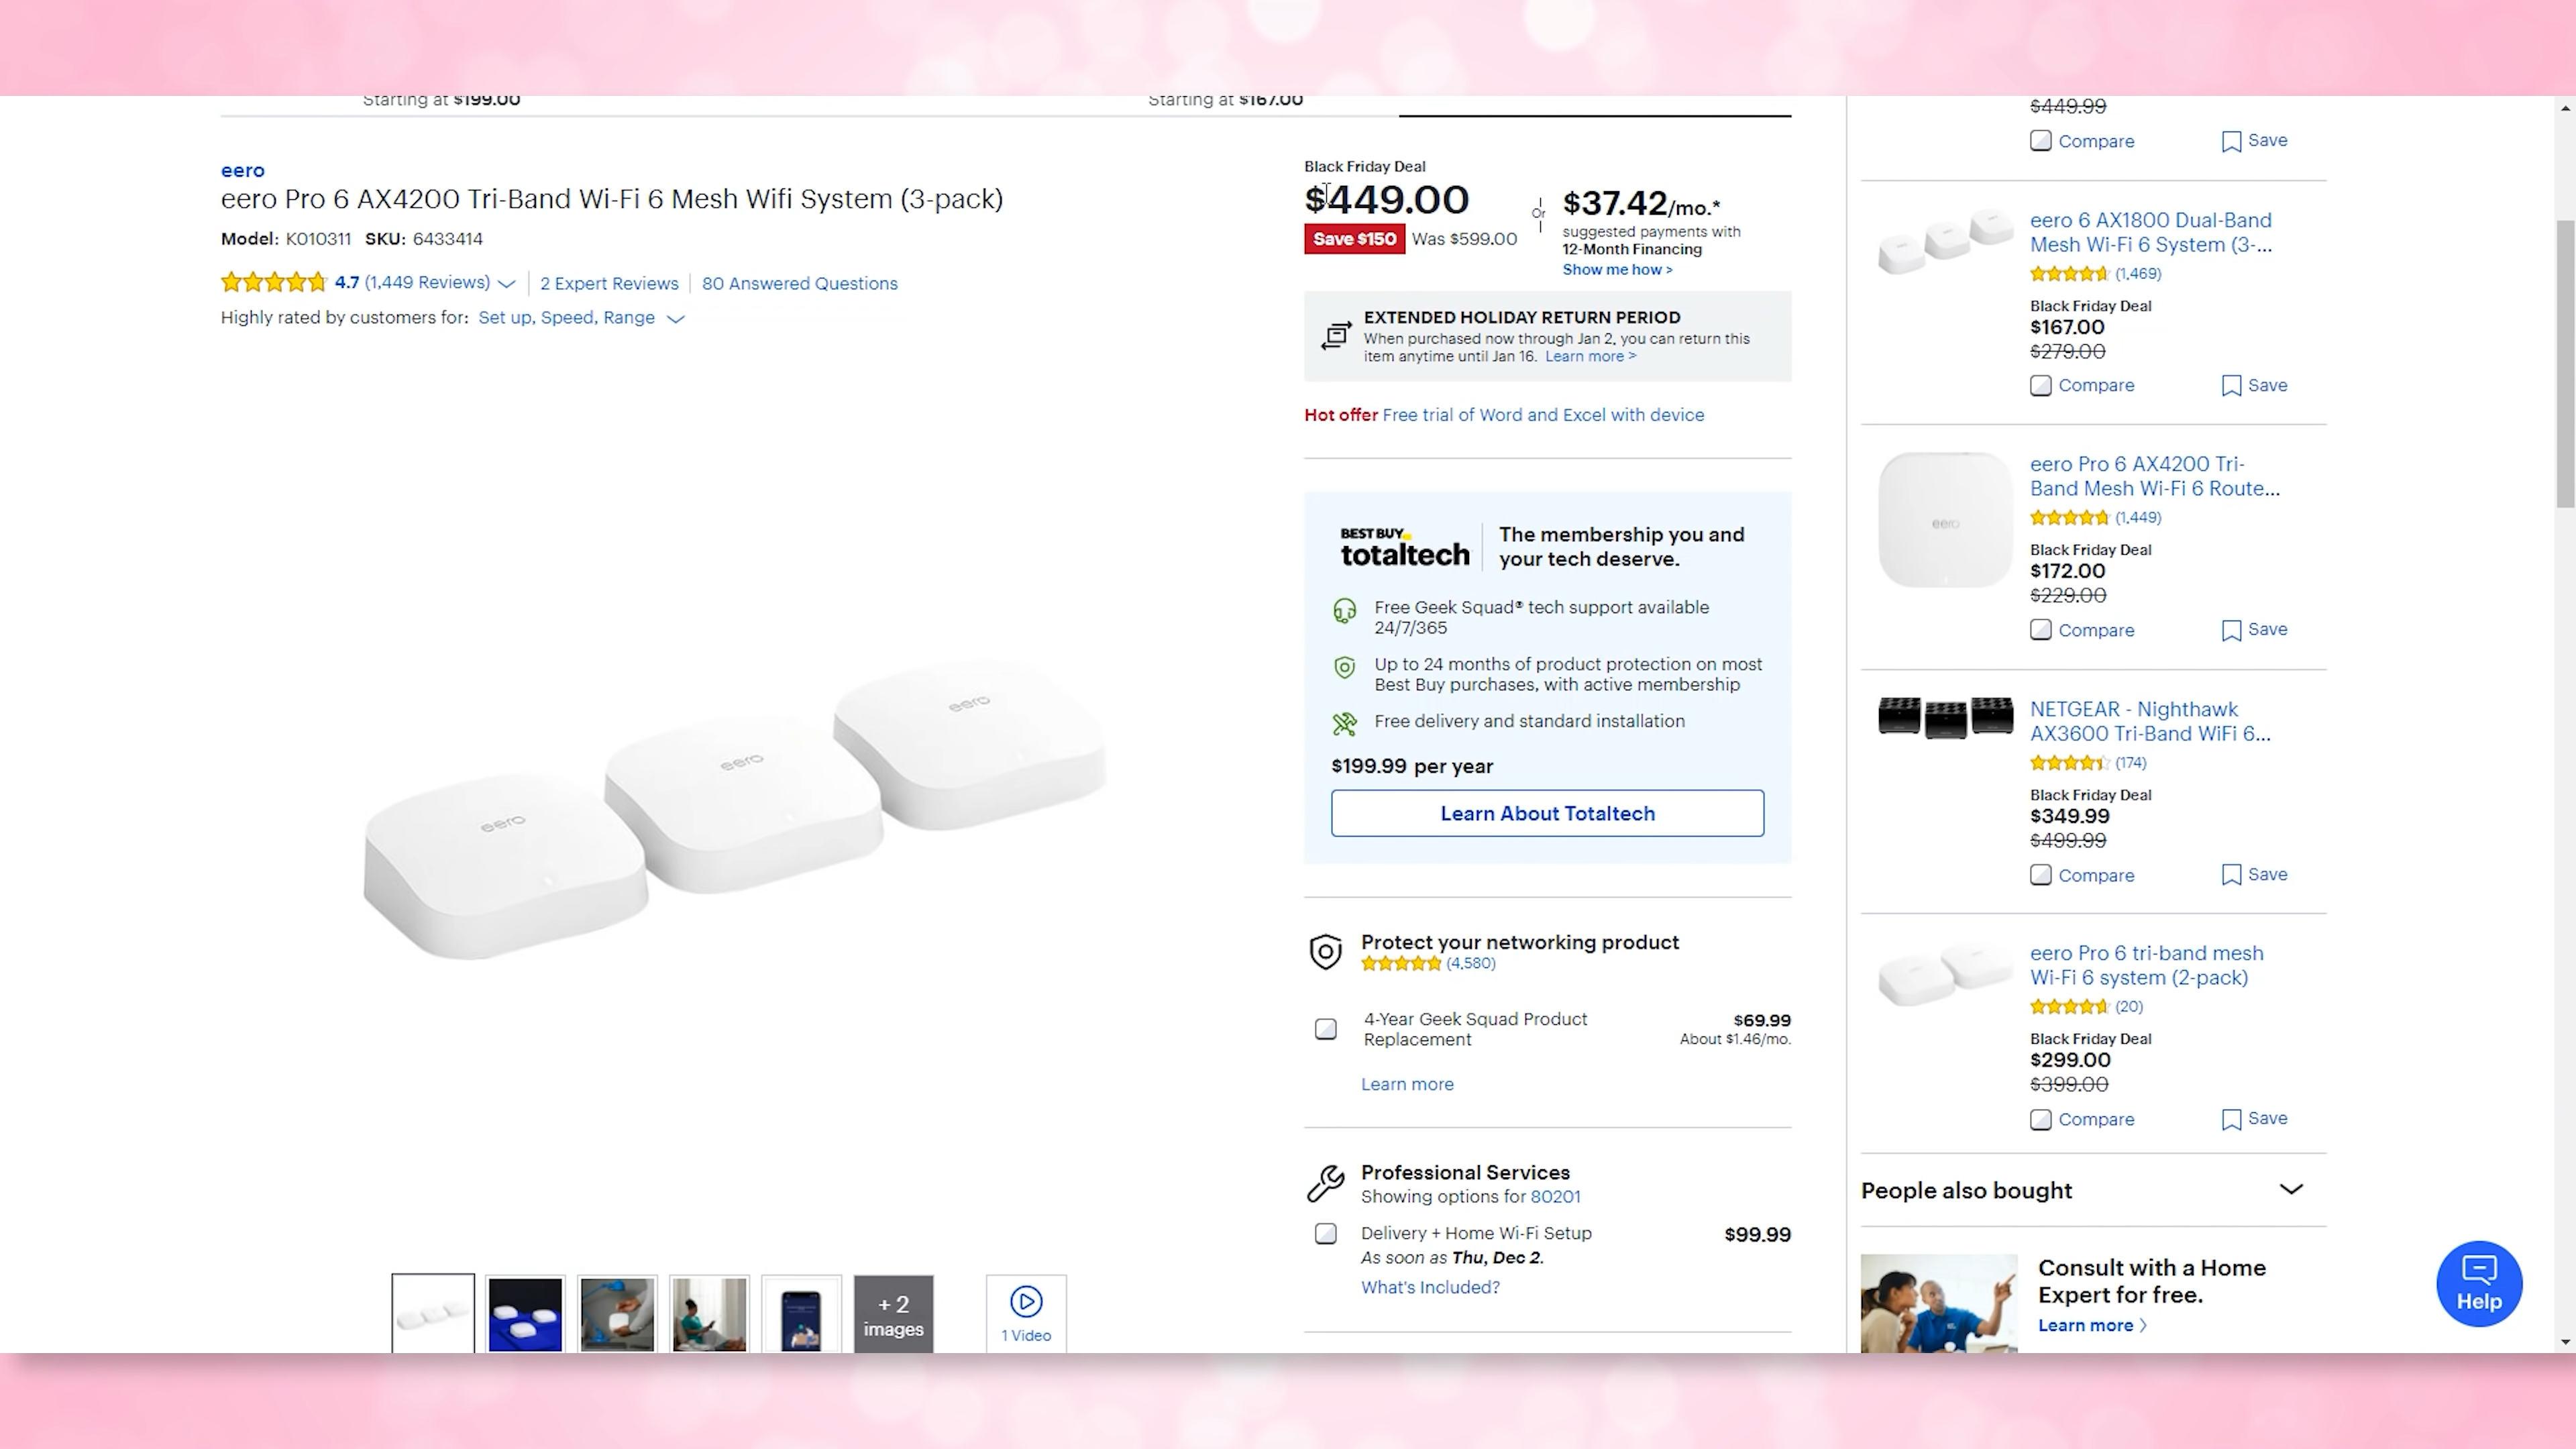 Starting at $199.00
Starting at $167.00
eero
eero Pro 6 AX4200 Tri-Band Wi-Fi 6 Mesh Wifi System (3-pack)
Model: K010311 SKU: 6433414
4.7 (1,449 Reviews)
2 Expert Reviews
80 Answered Questions
Highly rated by customers for: Set up, Speed, Range
eero
eero
eero
+ 2
images
1 Video
Black Friday Deal
$449.00
Save $150 Was $599.00
Or
$37.42/mo.*
suggested payments with
12-Month Financing
Show me how >
EXTENDED HOLIDAY RETURN PERIOD
When purchased now through Jan 2, you can return this
item anytime until Jan 16. Learn more >
Hot offer Free trial of Word and Excel with device
BEST BUY
totaltech
The membership you and
your tech deserve.
Free Geek Squad® tech support available
24/7/365
Up to 24 months of product protection on most
Best Buy purchases, with active membership
Free delivery and standard installation
$199.99 per year
Learn About Totaltech
Protect your networking product
(4,580)
4-Year Geek Squad Product
Replacement
$69.99
About $1.46/mo.
Learn more
Professional Services
Showing options for 80201
Delivery + Home Wi-Fi Setup
$99.99
As soon as Thu, Dec 2.
What's Included?
$449.99
Compare
Save
eero 6 AX1800 Dual-Band
Mesh Wi-Fi 6 System (3-...
(1,469)
Black Friday Deal
$167.00
$279.00
Compare
Save
eero
eero Pro 6 AX4200 Tri-
Band Mesh Wi-Fi 6 Route...
(1,449)
Black Friday Deal
$172.00
$229.00
Compare
Save
NETGEAR - Nighthawk
AX3600 Tri-Band WiFi 6...
(174)
Black Friday Deal
$349.99
$499.99
Compare
Save
eero Pro 6 tri-band mesh
Wi-Fi 6 system (2-pack)
(20)
Black Friday Deal
$299.00
$399.00
Compare
Save
People also bought
Consult with a Home
Expert for free.
Learn more >
Help